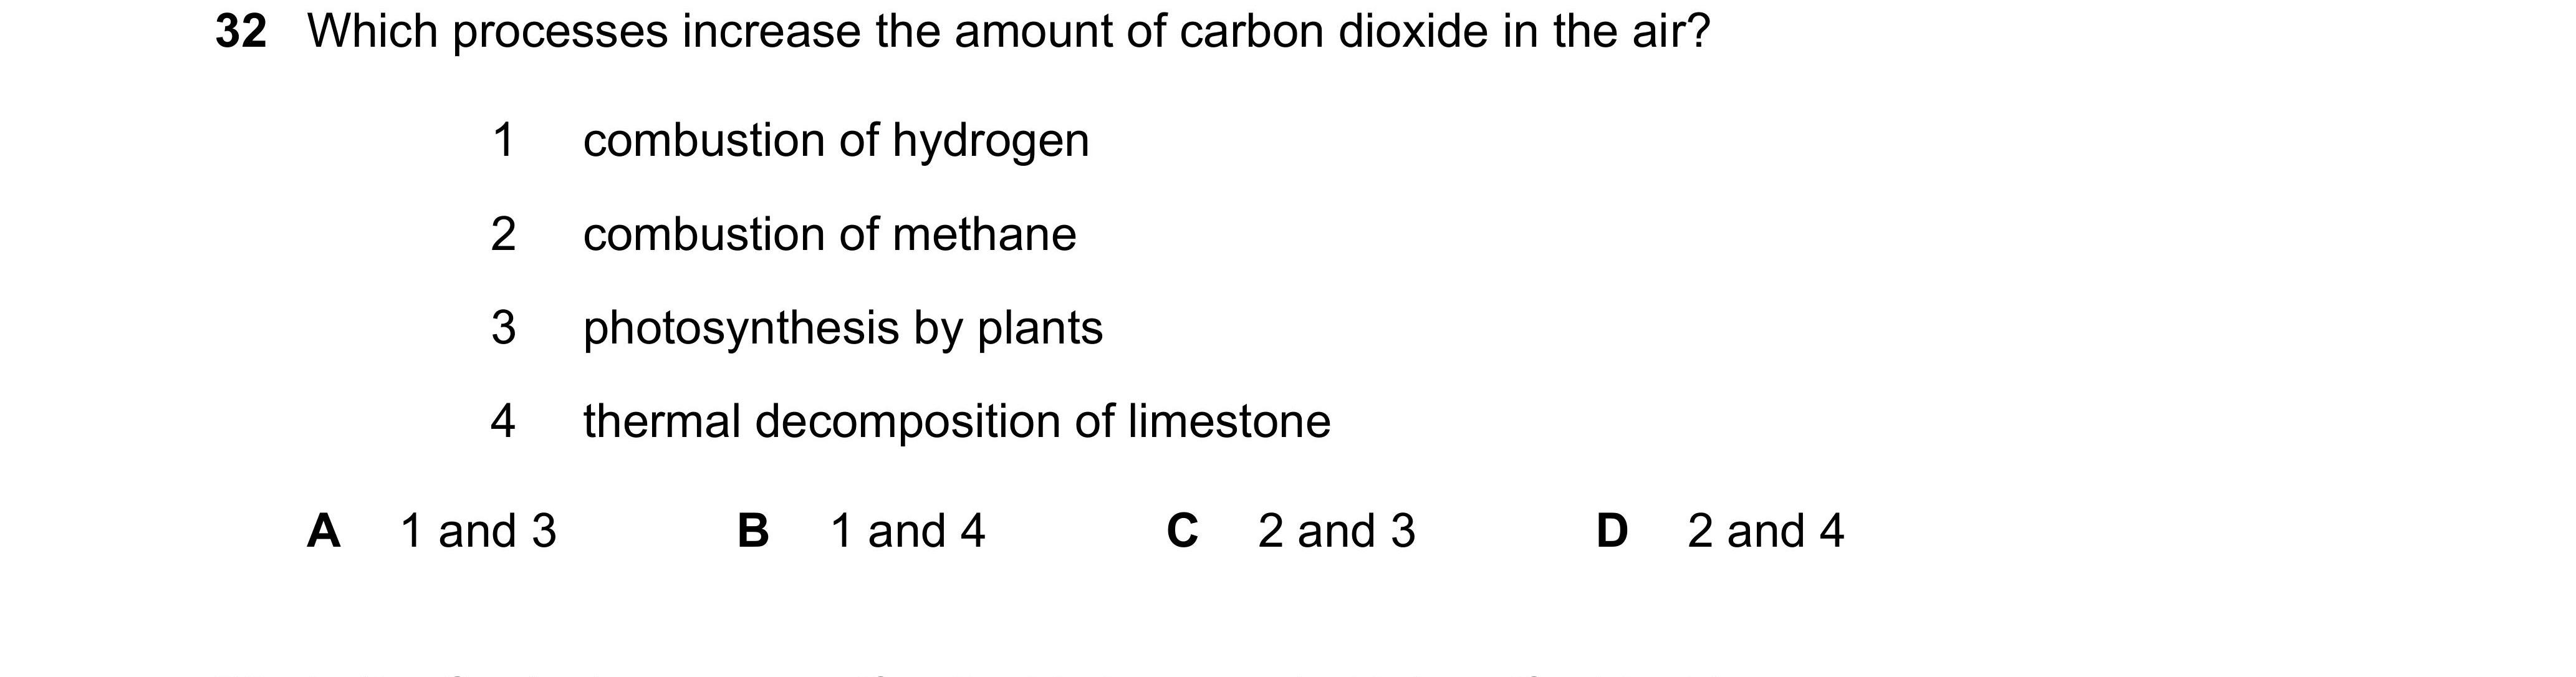 32 Which processes increase the amount of carbon dioxide in the air?
1 combustion of hydrogen
2 combustion of methane
3 photosynthesis by plants
4 thermal decomposition of limestone
A 1 and 3 B 1 and 4 C 2 and 3 D 2 and 4